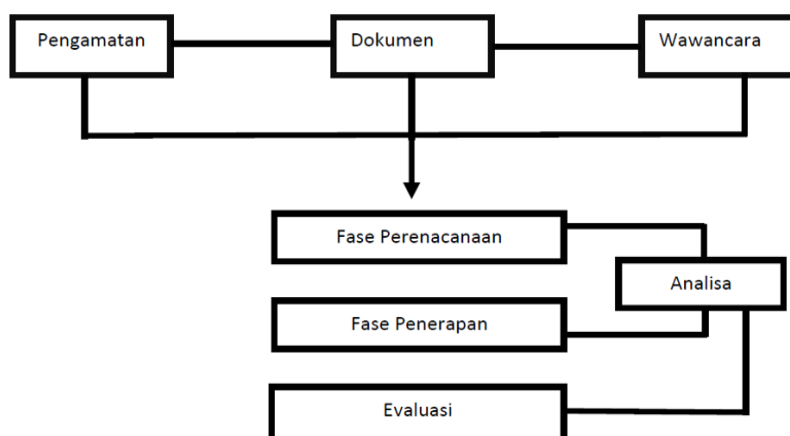 Pengamatan
Dokumen
Wawancara
Fase Perenacanaan
Analisa
Fase Penerapan
Evaluasi